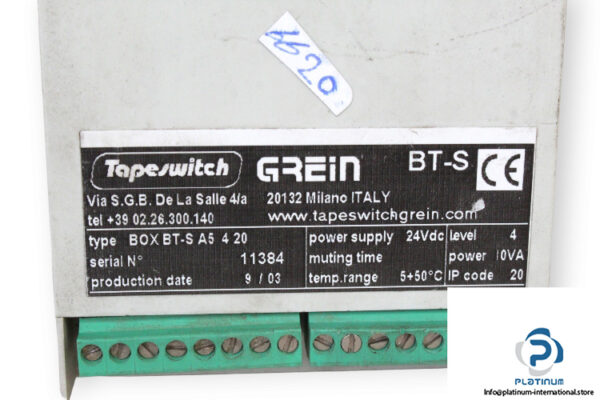 1620
Tapeswitch GREIN BT-S CE
Via S.G.B. De La Salle 4/a 20132 Milano ITALY
tel +39 02.26.300.140 www.tapeswitchgrein.com
type BOX BT-S A5 4 20 power supply 24Vdc level 4
serial N° 11384 muting time power 10VA
production date 9 / 03 temp.range 5+50°C IP code 20
PLATINUM
info@platinum-international.store